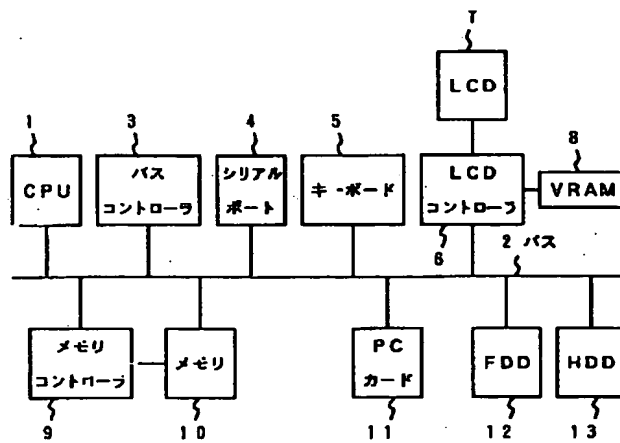 T
LCD
1
3
4
5
8
CPU
バス
コントローラ
シリアル
ポート
キーボード
LCD
コントローラ
VRAM
6
2 バス
メモリ
コントローラ
メモリ
PC
カード
FDD
HDD
9
10
11
12
13